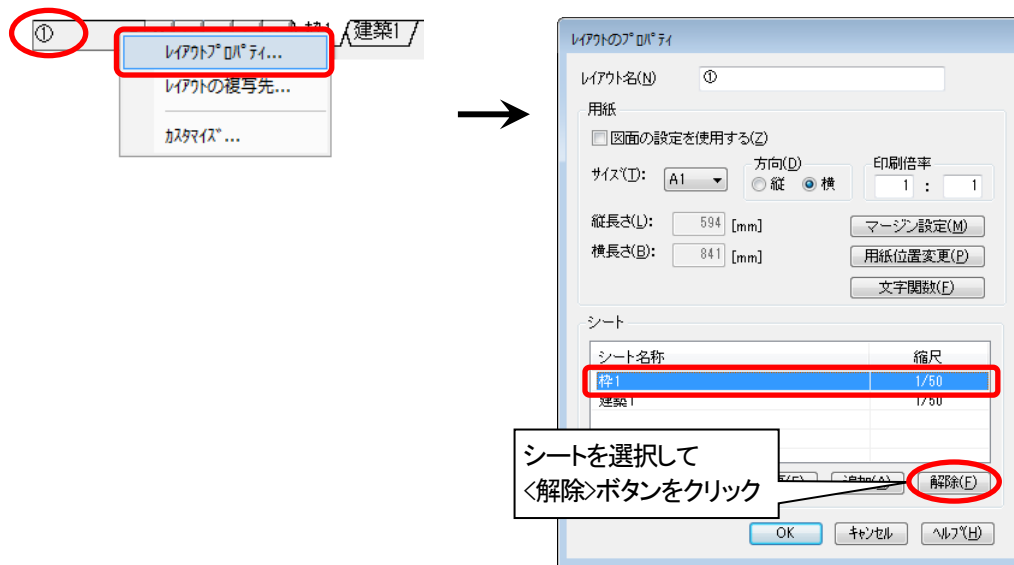 ①
建築1
ﾚｲｱｳﾄﾌﾟﾛﾊﾟﾃｨ...
ﾚｲｱｳﾄの複写先...
ｶｽﾀﾏｲｽﾞ...
ﾚｲｱｳﾄのﾌﾟﾛﾊﾟﾃｨ
ﾚｲｱｳﾄ名(N) ①
用紙
図面の設定を使用する(Z)
ｻｲｽﾞ(T): A1
方向(D)
縦 横
印刷倍率
1 : 1
縦長さ(L): 594 [mm]
横長さ(B): 841 [mm]
マージン設定(M)
用紙位置変更(P)
文字関数(F)
シート
シート名称 縮尺
枠1 1/50
建築1 1/50
シートを選択して
<解除>ボタンをクリック
追加(A) 解除(F)
OK ｷｬﾝｾﾙ ﾍﾙﾌﾟ(H)